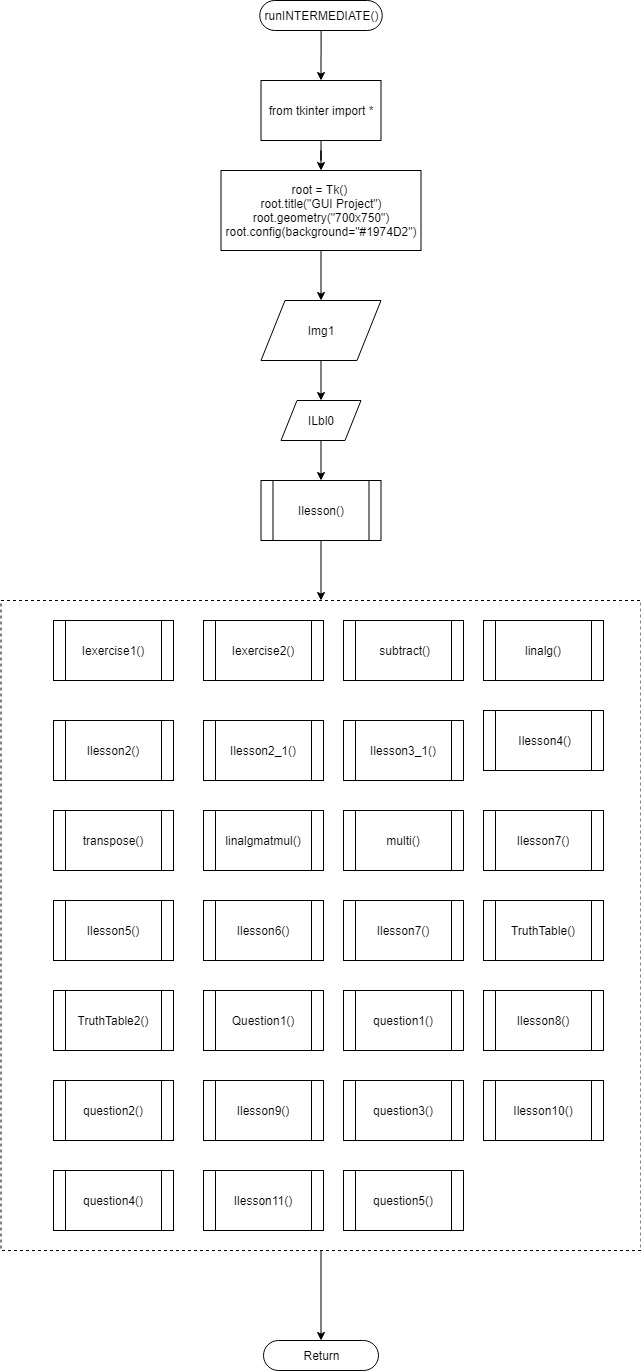 runINTERMEDIATE()
from tkinter import *
root = Tk()
root.title("GUI Project")
root.geometry("700x750")
root.config(background="#1974D2")
Img1
ILbl0
Ilesson()
Iexercise1()
Iexercise2()
subtract()
linalg()
Ilesson2()
Ilesson2_1()
Ilesson3_1()
Ilesson4()
transpose()
linalgmatmul()
multi()
Ilesson7()
Ilesson5()
Ilesson6()
Ilesson7()
TruthTable()
TruthTable2()
Question1()
question1()
Ilesson8()
question2()
Ilesson9()
question3()
Ilesson10()
question4()
Ilesson11()
question5()
Return